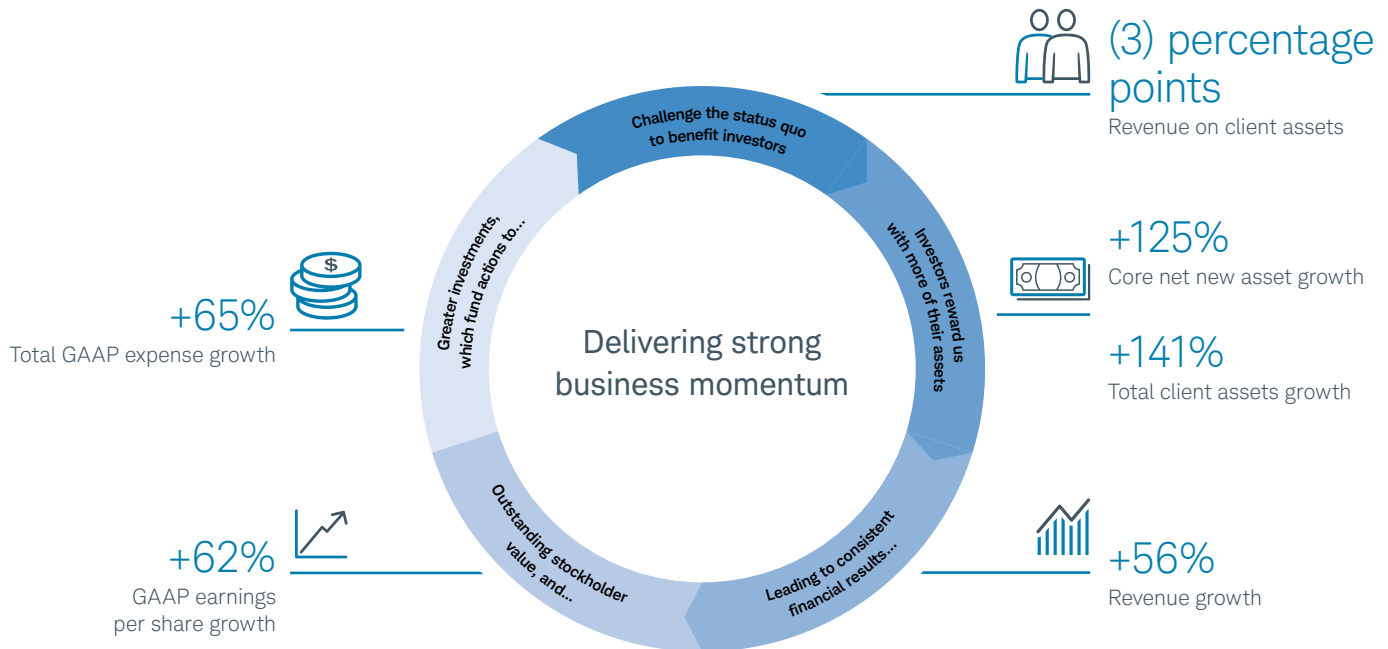 (3) percentage
points
Revenue on client assets
Challenge the status quo
to benefit investors
Investors reward us
with more of their assets
+125%
Core net new asset growth
+141%
Total client assets growth
Leading to consistent
financial results...
+56%
Revenue growth
Outstanding stockholder
value, and...
+62%
GAAP earnings
per share growth
Greater investments,
which fund actions to...
$
+65%
Total GAAP expense growth
Delivering strong
business momentum